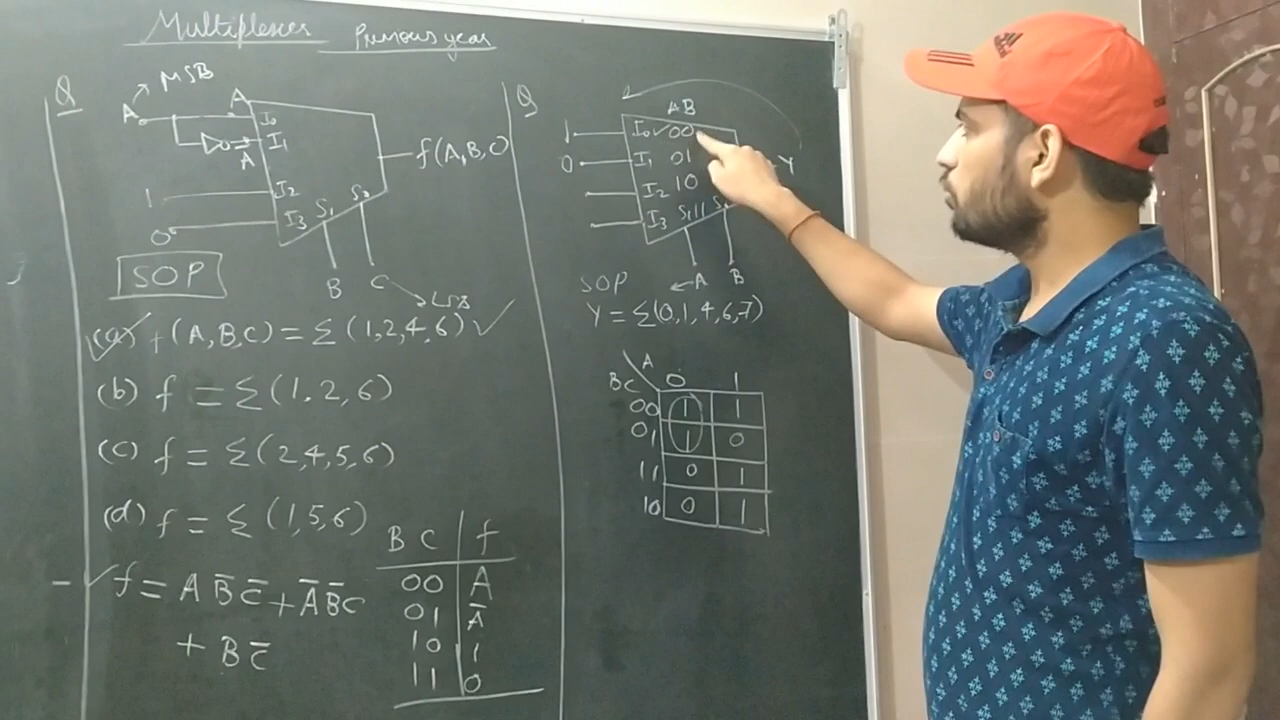 Multiplexer Previous year
Q
MSB
A
A
I₀
I₁
A
1
I₂
0
I₃
S₁ S₀
B C
LSB
f(A,B,C)
SOP
(a) f(A,B,C) = Σ(1,2,4,6) ✓
(b) f = Σ(1,2,6)
(c) f = Σ(2,4,5,6)
(d) f = Σ(1,5,6)
✓ f = A B̅ C̅ + A̅ B̅ C
+ B C̅
B C f
00 A
01 A̅
10 1
11 0
Q
AB
1 I₀ ✓ 00
0 I₁ 01
I₂ 10
I₃ S₁ 11 S₀
Y
A B
SOP
Y = Σ(0,1,4,6,7)
A
BC 0 1
00 1 1
01 1 0
11 0 1
10 0 1